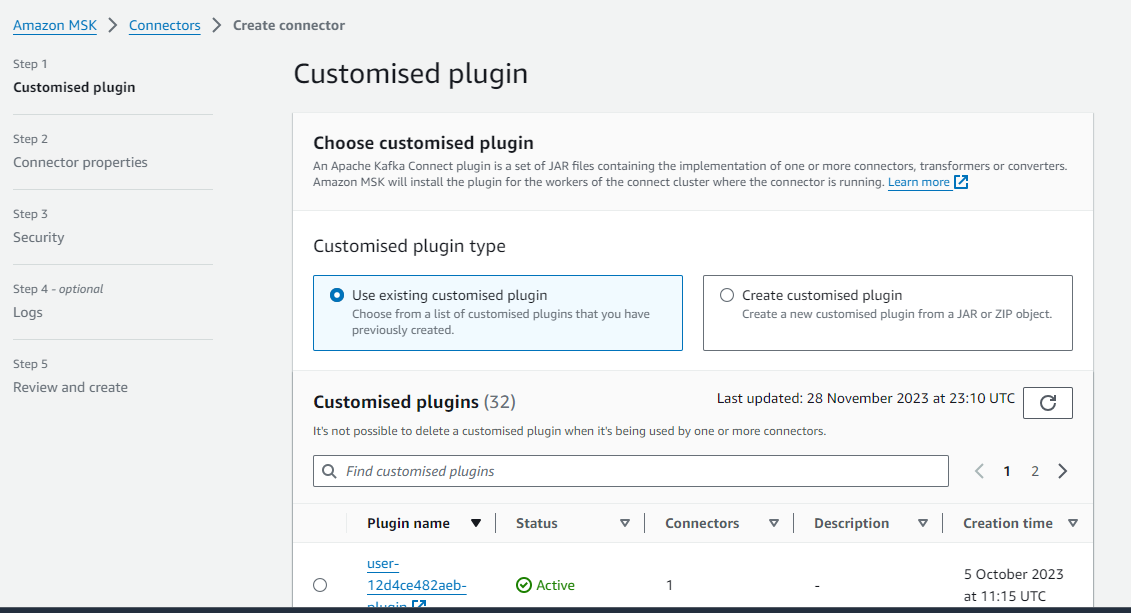 Amazon MSK > Connectors > Create connector
Step 1
Customised plugin
Step 2
Connector properties
Step 3
Security
Step 4 - optional
Logs
Step 5
Review and create
Customised plugin
Choose customised plugin
An Apache Kafka Connect plugin is a set of JAR files containing the implementation of one or more connectors, transformers or converters.
Amazon MSK will install the plugin for the workers of the connect cluster where the connector is running. Learn more
Customised plugin type
Use existing customised plugin
Choose from a list of customised plugins that you have
previously created.
Create customised plugin
Create a new customised plugin from a JAR or ZIP object.
Customised plugins (32)
Last updated: 28 November 2023 at 23:10 UTC
It's not possible to delete a customised plugin when it's being used by one or more connectors.
Find customised plugins
1 2
Plugin name Status Connectors Description Creation time
user-
12d4ce482aeb-
plugin
Active
1
-
5 October 2023
at 11:15 UTC